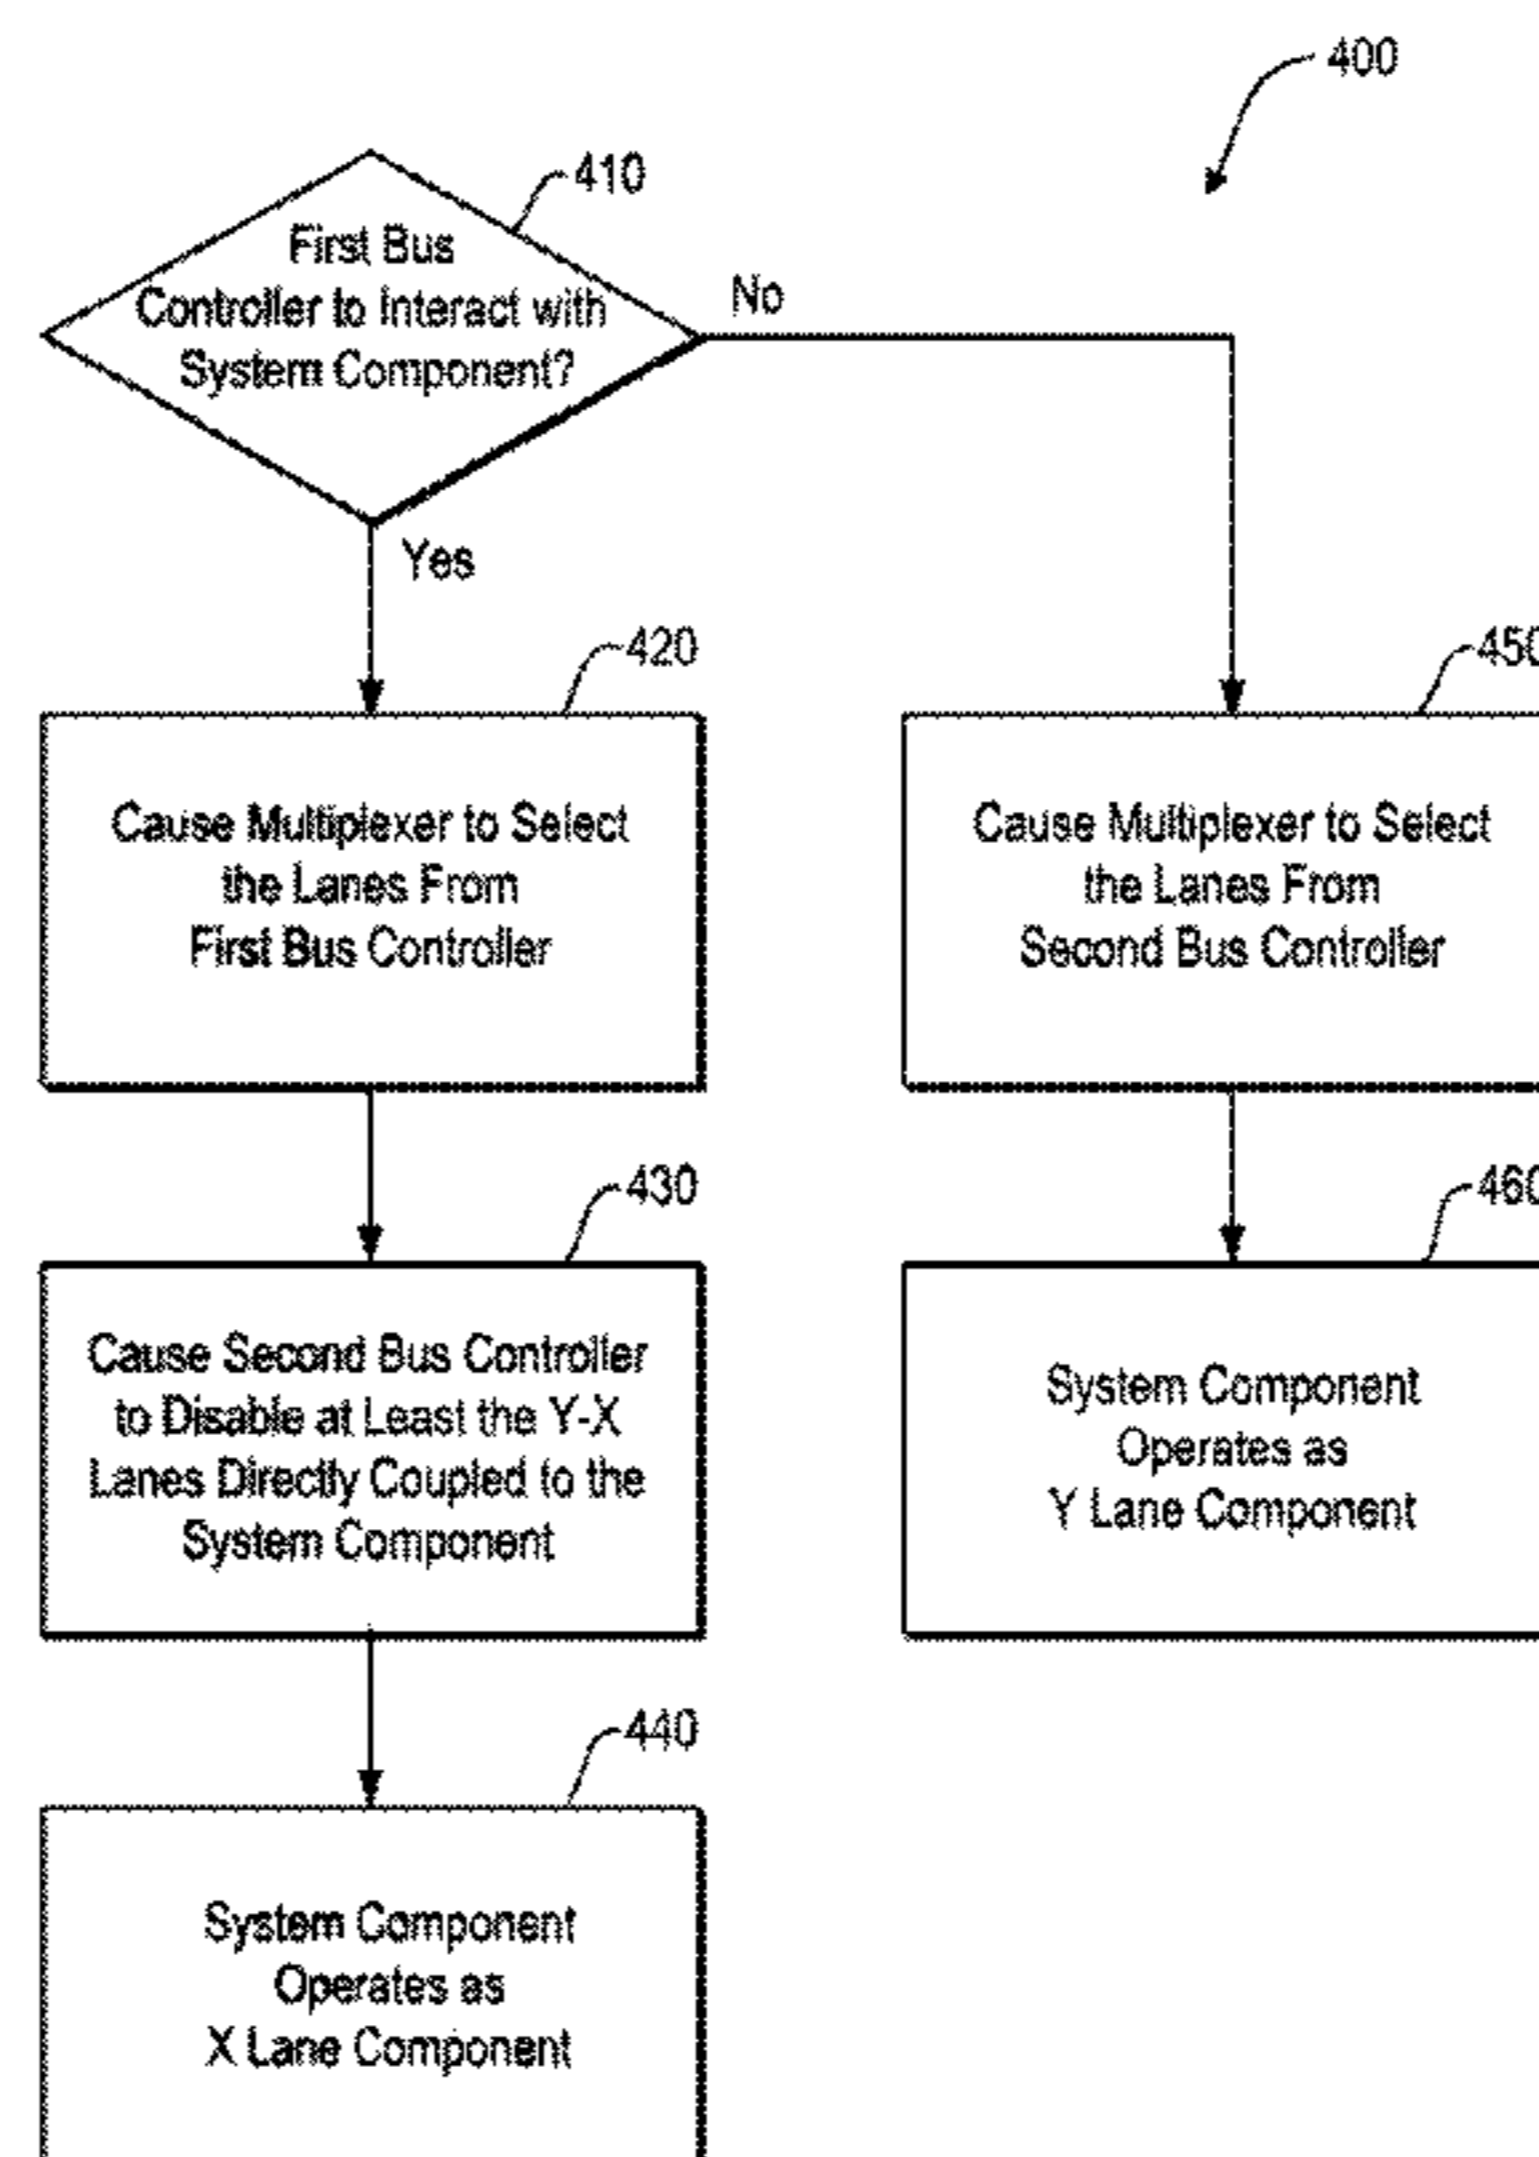 400
410
First Bus
Controller to Interact with
System Component?
No
Yes
420
Cause Multiplexer to Select
the Lanes From
First Bus Controller
450
Cause Multiplexer to Select
the Lanes From
Second Bus Controller
430
Cause Second Bus Controller
to Disable at Least the Y-X
Lanes Directly Coupled to the
System Component
460
System Component
Operates as
Y Lane Component
440
System Component
Operates as
X Lane Component